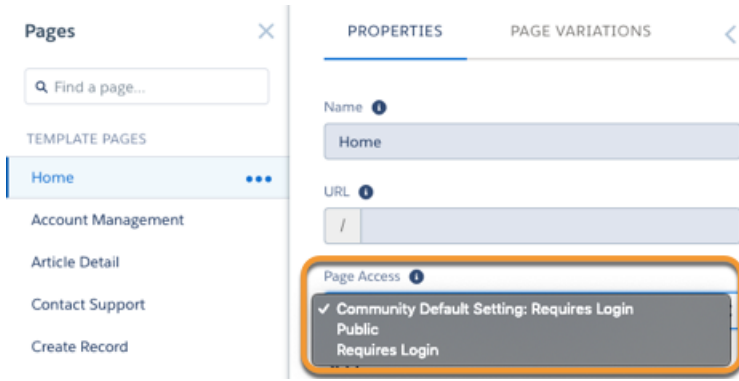 Pages
Find a page...
TEMPLATE PAGES
Home
Account Management
Article Detail
Contact Support
Create Record
PROPERTIES
PAGE VARIATIONS
Name
Home
URL
/
Page Access
✓ Community Default Setting: Requires Login
Public
Requires Login